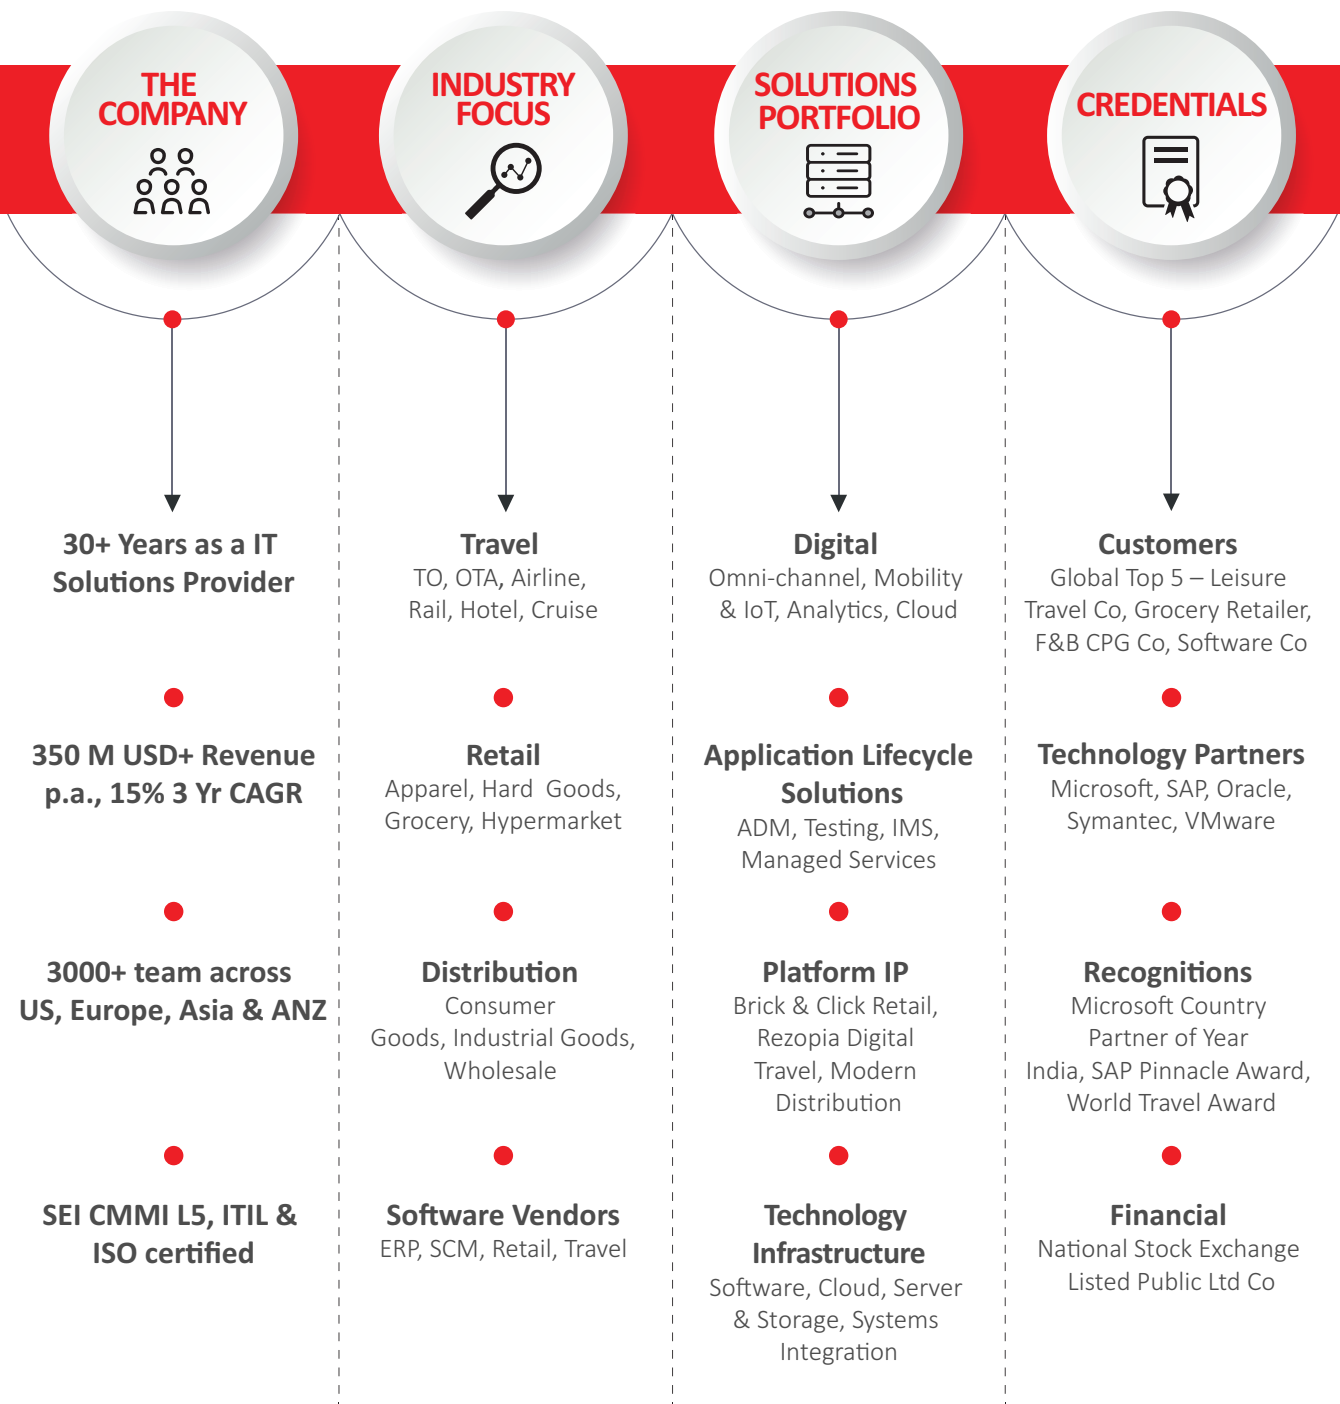 THE
COMPANY
30+ Years as a IT
Solutions Provider
350 M USD+ Revenue
p.a., 15% 3 Yr CAGR
3000+ team across
US, Europe, Asia & ANZ
SEI CMMI L5, ITIL &
ISO certified
INDUSTRY
FOCUS
Travel
TO, OTA, Airline,
Rail, Hotel, Cruise
Retail
Apparel, Hard Goods,
Grocery, Hypermarket
Distribution
Consumer
Goods, Industrial Goods,
Wholesale
Software Vendors
ERP, SCM, Retail, Travel
SOLUTIONS
PORTFOLIO
Digital
Omni-channel, Mobility
& IoT, Analytics, Cloud
Application Lifecycle
Solutions
ADM, Testing, IMS,
Managed Services
Platform IP
Brick & Click Retail,
Rezopia Digital
Travel, Modern
Distribution
Technology
Infrastructure
Software, Cloud, Server
& Storage, Systems
Integration
CREDENTIALS
Customers
Global Top 5 – Leisure
Travel Co, Grocery Retailer,
F&B CPG Co, Software Co
Technology Partners
Microsoft, SAP, Oracle,
Symantec, VMware
Recognitions
Microsoft Country
Partner of Year
India, SAP Pinnacle Award,
World Travel Award
Financial
National Stock Exchange
Listed Public Ltd Co